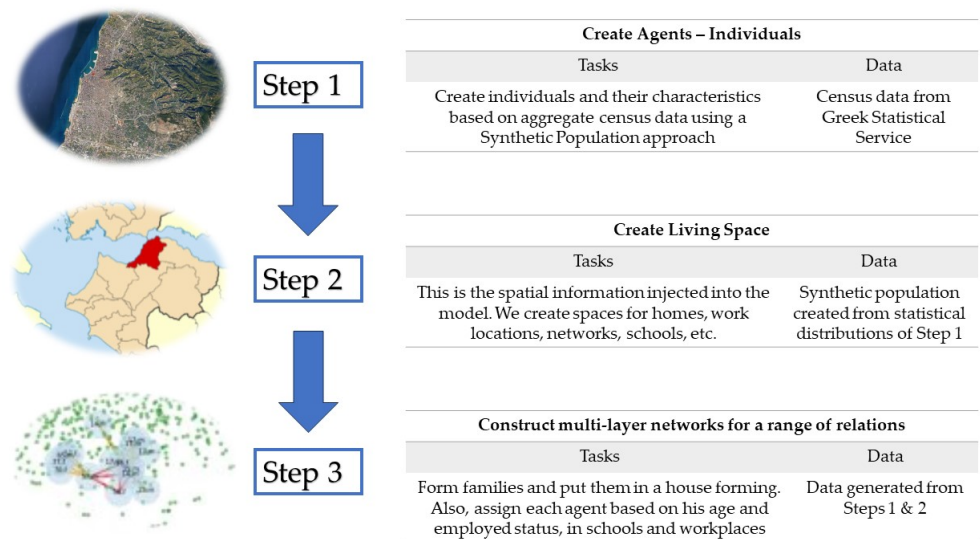 Step 1
Create Agents – Individuals
Tasks
Data
Create individuals and their characteristics
based on aggregate census data using a
Synthetic Population approach
Census data from
Greek Statistical
Service
Step 2
Create Living Space
Tasks
Data
This is the spatial information injected into the
model. We create spaces for homes, work
locations, networks, schools, etc.
Synthetic population
created from statistical
distributions of Step 1
Step 3
Construct multi-layer networks for a range of relations
Tasks
Data
Form families and put them in a house forming.
Also, assign each agent based on his age and
employed status, in schools and workplaces
Data generated from
Steps 1 & 2